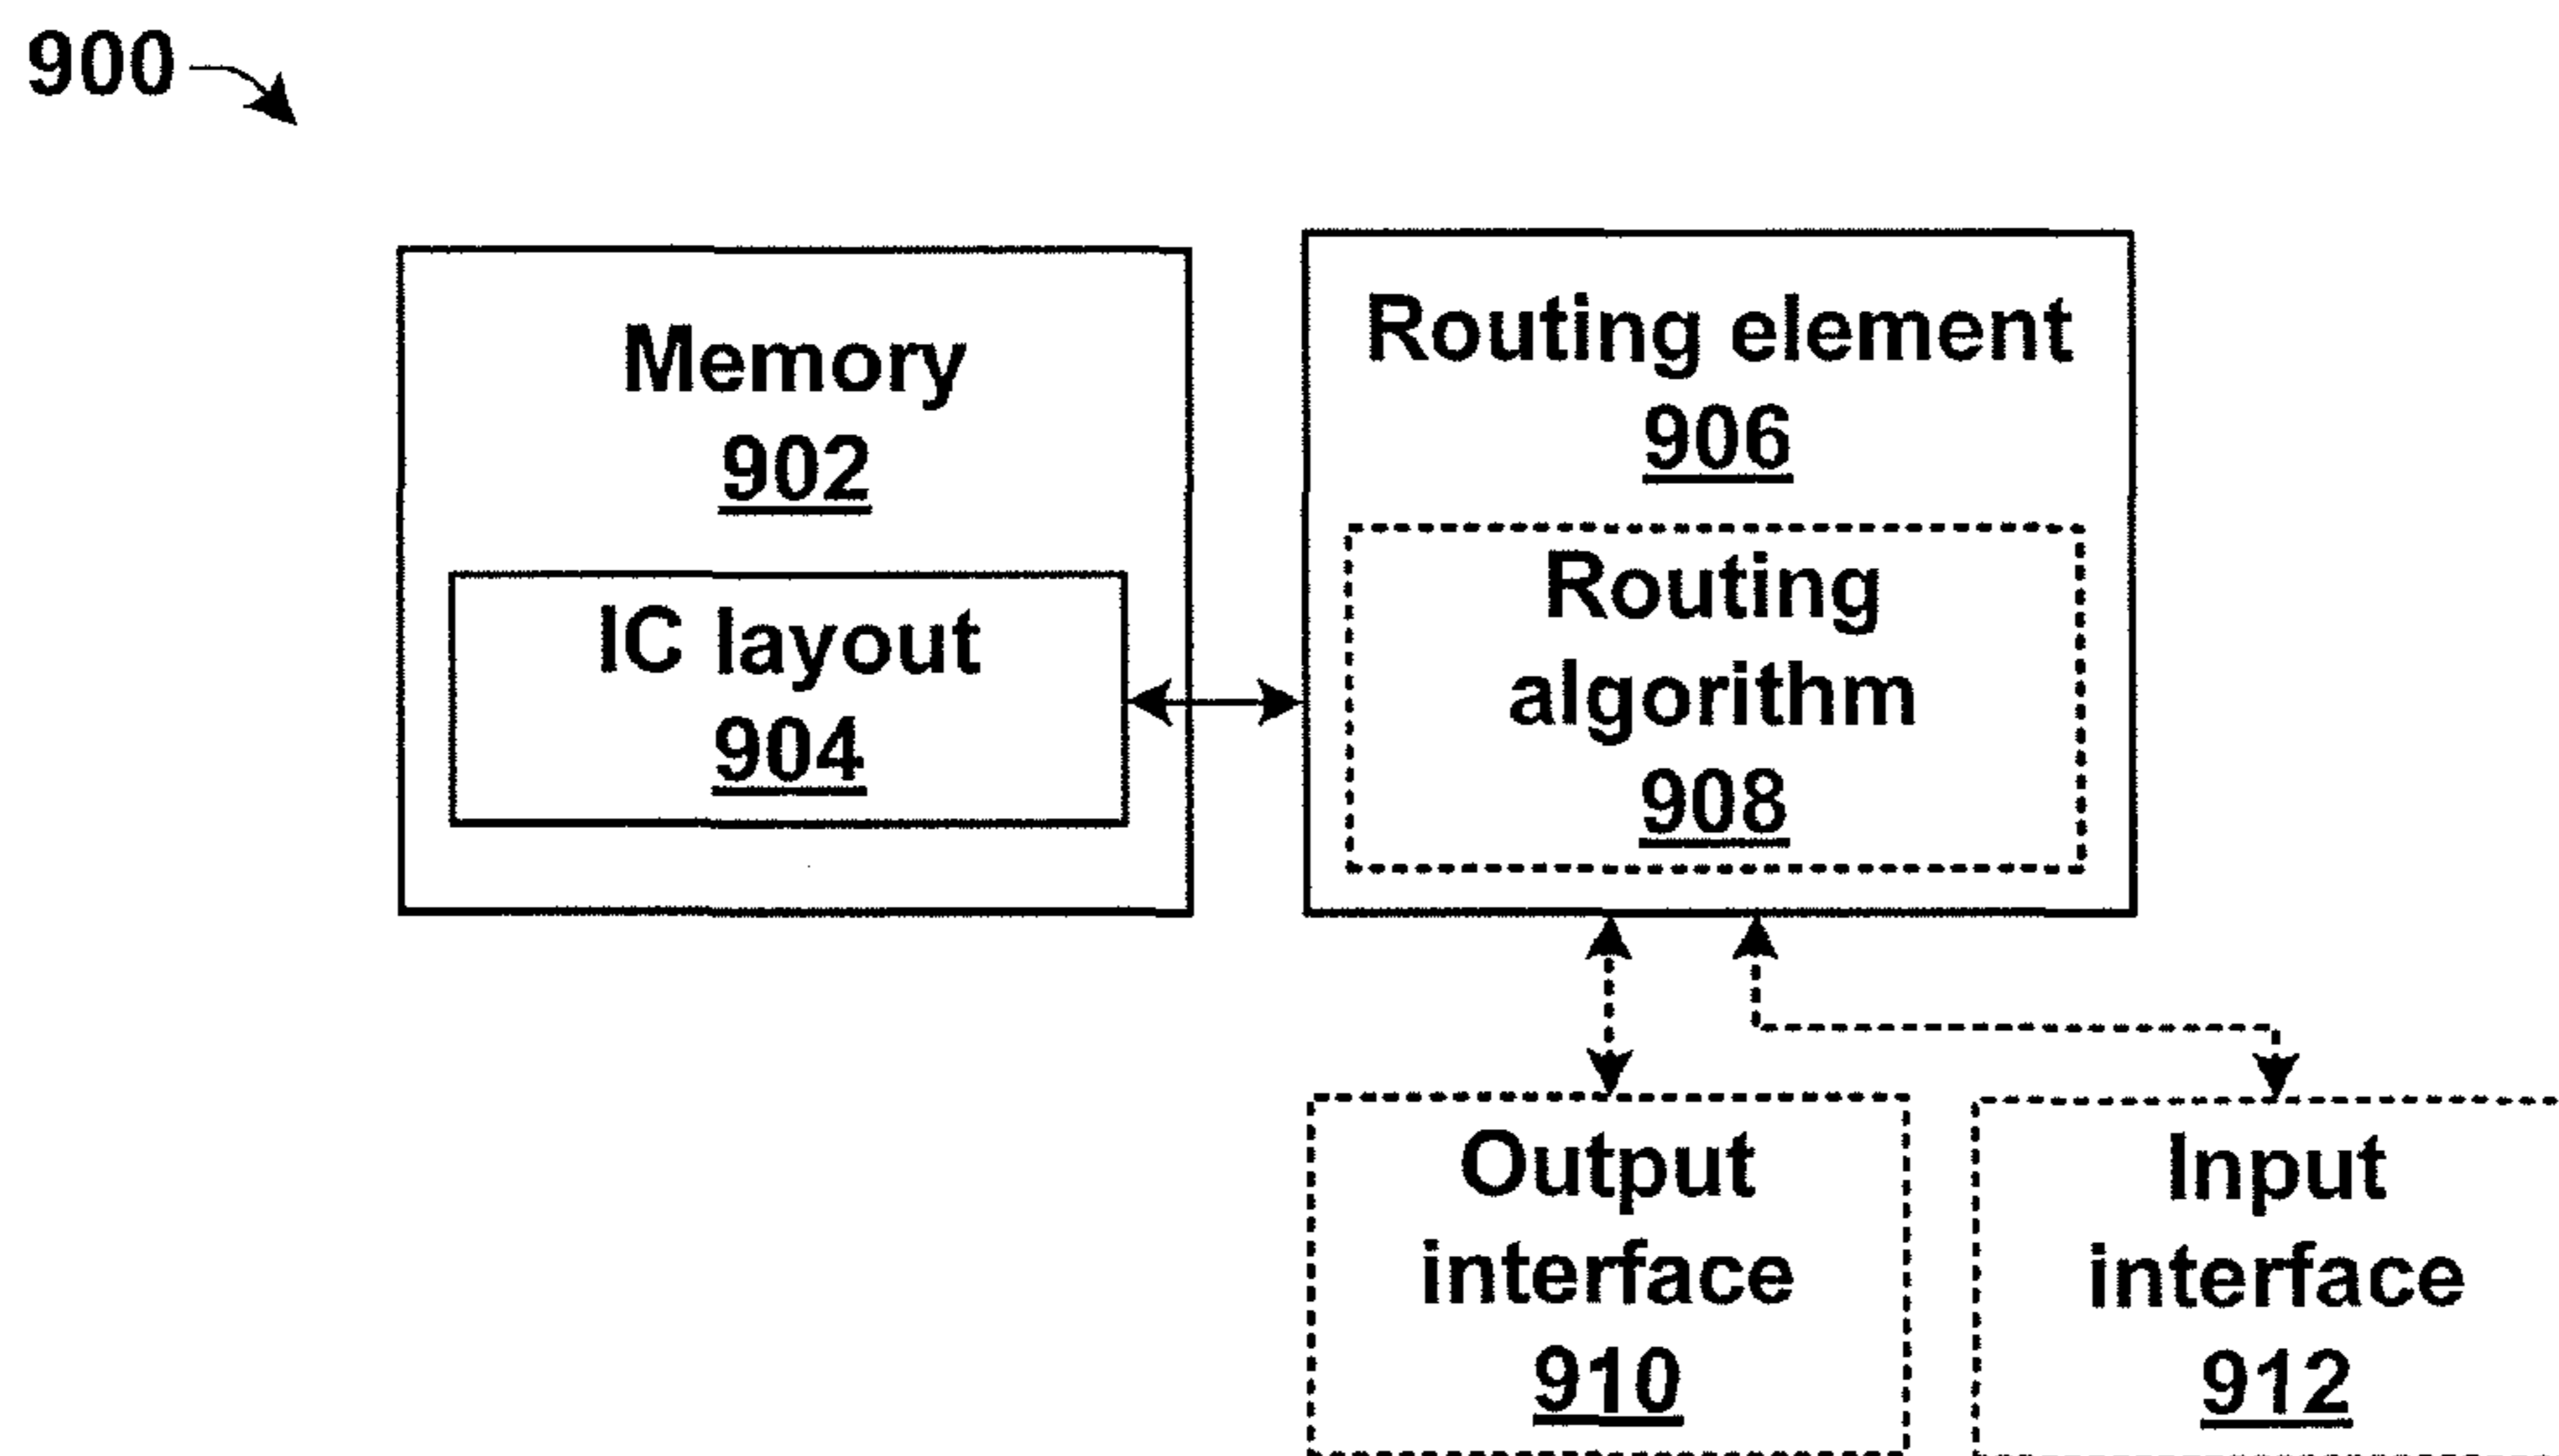 900
Memory
902
IC layout
904
Routing element
906
Routing
algorithm
908
Output
interface
910
Input
interface
912